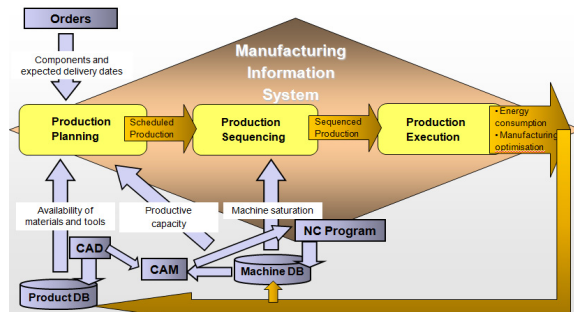 Orders
Components and
expected delivery dates
Manufacturing
Information
System
Production
Planning
Scheduled
Production
Production
Sequencing
Sequenced
Production
Production
Execution
• Energy
consumption
• Manufacturing
optimisation
Availability of
materials and tools
Productive
capacity
Machine saturation
NC Program
CAD
CAM
Machine DB
Product DB